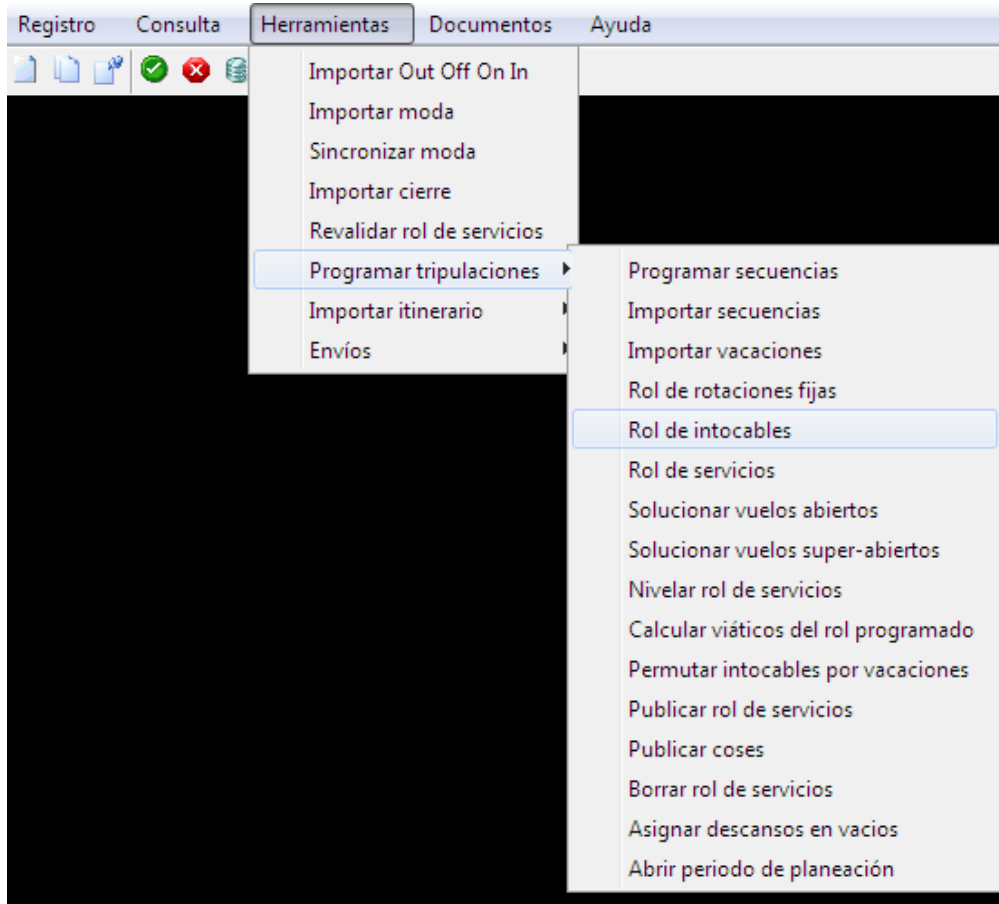 Registro Consulta Herramientas Documentos Ayuda
Importar Out Off On In
Importar moda
Sincronizar moda
Importar cierre
Revalidar rol de servicios
Programar tripulaciones
Importar itinerario
Envíos
Programar secuencias
Importar secuencias
Importar vacaciones
Rol de rotaciones fijas
Rol de intocables
Rol de servicios
Solucionar vuelos abiertos
Solucionar vuelos super-abiertos
Nivelar rol de servicios
Calcular viáticos del rol programado
Permutar intocables por vacaciones
Publicar rol de servicios
Publicar coses
Borrar rol de servicios
Asignar descansos en vacios
Abrir periodo de planeación